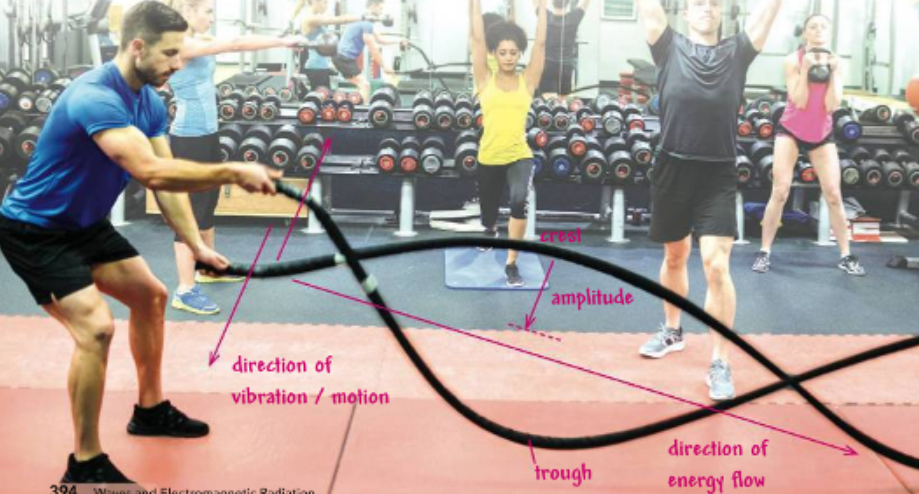 crest
amplitude
direction of
vibration / motion
trough
direction of
energy flow
394 Waves and Electromagnetic Radiation